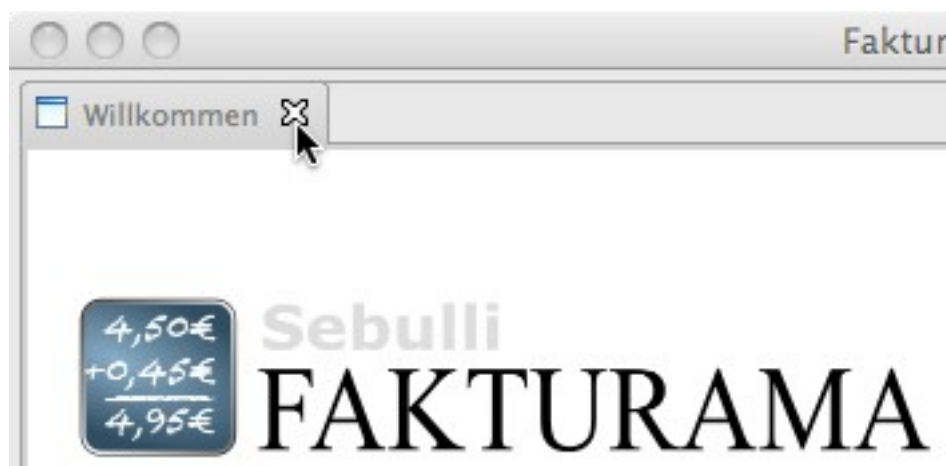 Faktur
Willkommen
4,50€
+0,45€
4,95€
Sebulli
FAKTURAMA